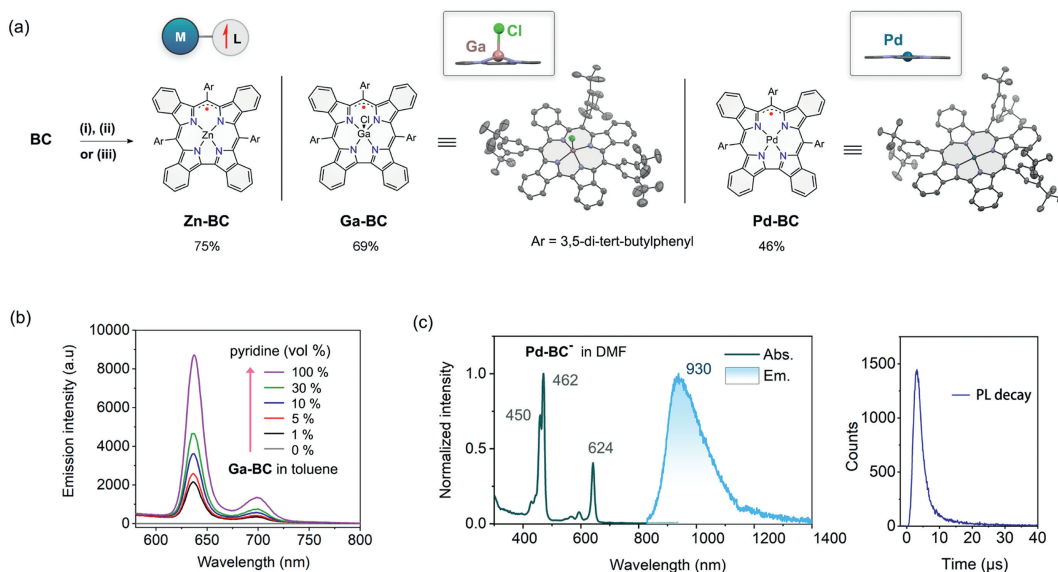 (a)
M
L
Cl
Ga
Pd
BC
(i), (ii)
or (iii)
Ar
N
N
Zn
N
N
Ar
Ar
Ar
Cl
N
N
Ga
N
N
Ar
Ar
≡
Ar
N
N
Pd
N
N
Ar
Ar
≡
Zn-BC
75%
Ga-BC
69%
Ar = 3,5-di-tert-butylphenyl
Pd-BC
46%
(b)
Emission intensity (a.u)
10000
8000
6000
4000
2000
0
pyridine (vol %)
100 %
30 %
10 %
5 %
1 %
0 %
Ga-BC in toluene
600
650
700
750
800
Wavelength (nm)
(c)
Normalized intensity
1.0
0.5
0.0
Pd-BC⁻ in DMF
Abs.
Em.
450
462
624
930
400
600
800
1000
1200
1400
Wavelength (nm)
Counts
1500
1000
500
0
PL decay
0
10
20
30
40
Time (μs)